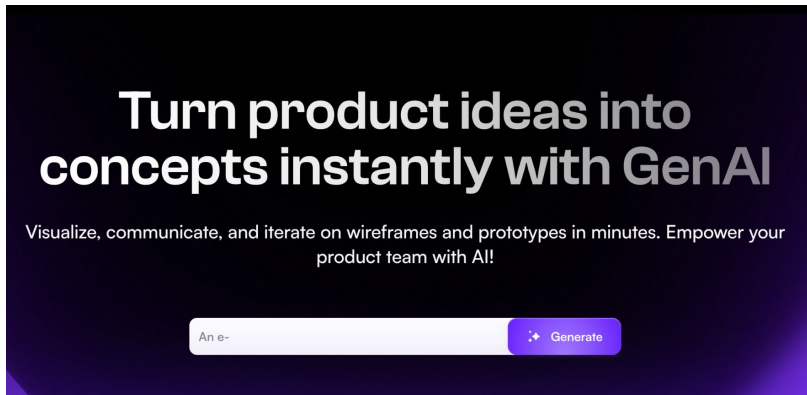 Turn product ideas into
concepts instantly with GenAI
Visualize, communicate, and iterate on wireframes and prototypes in minutes. Empower your
product team with AI!
An e-
Generate